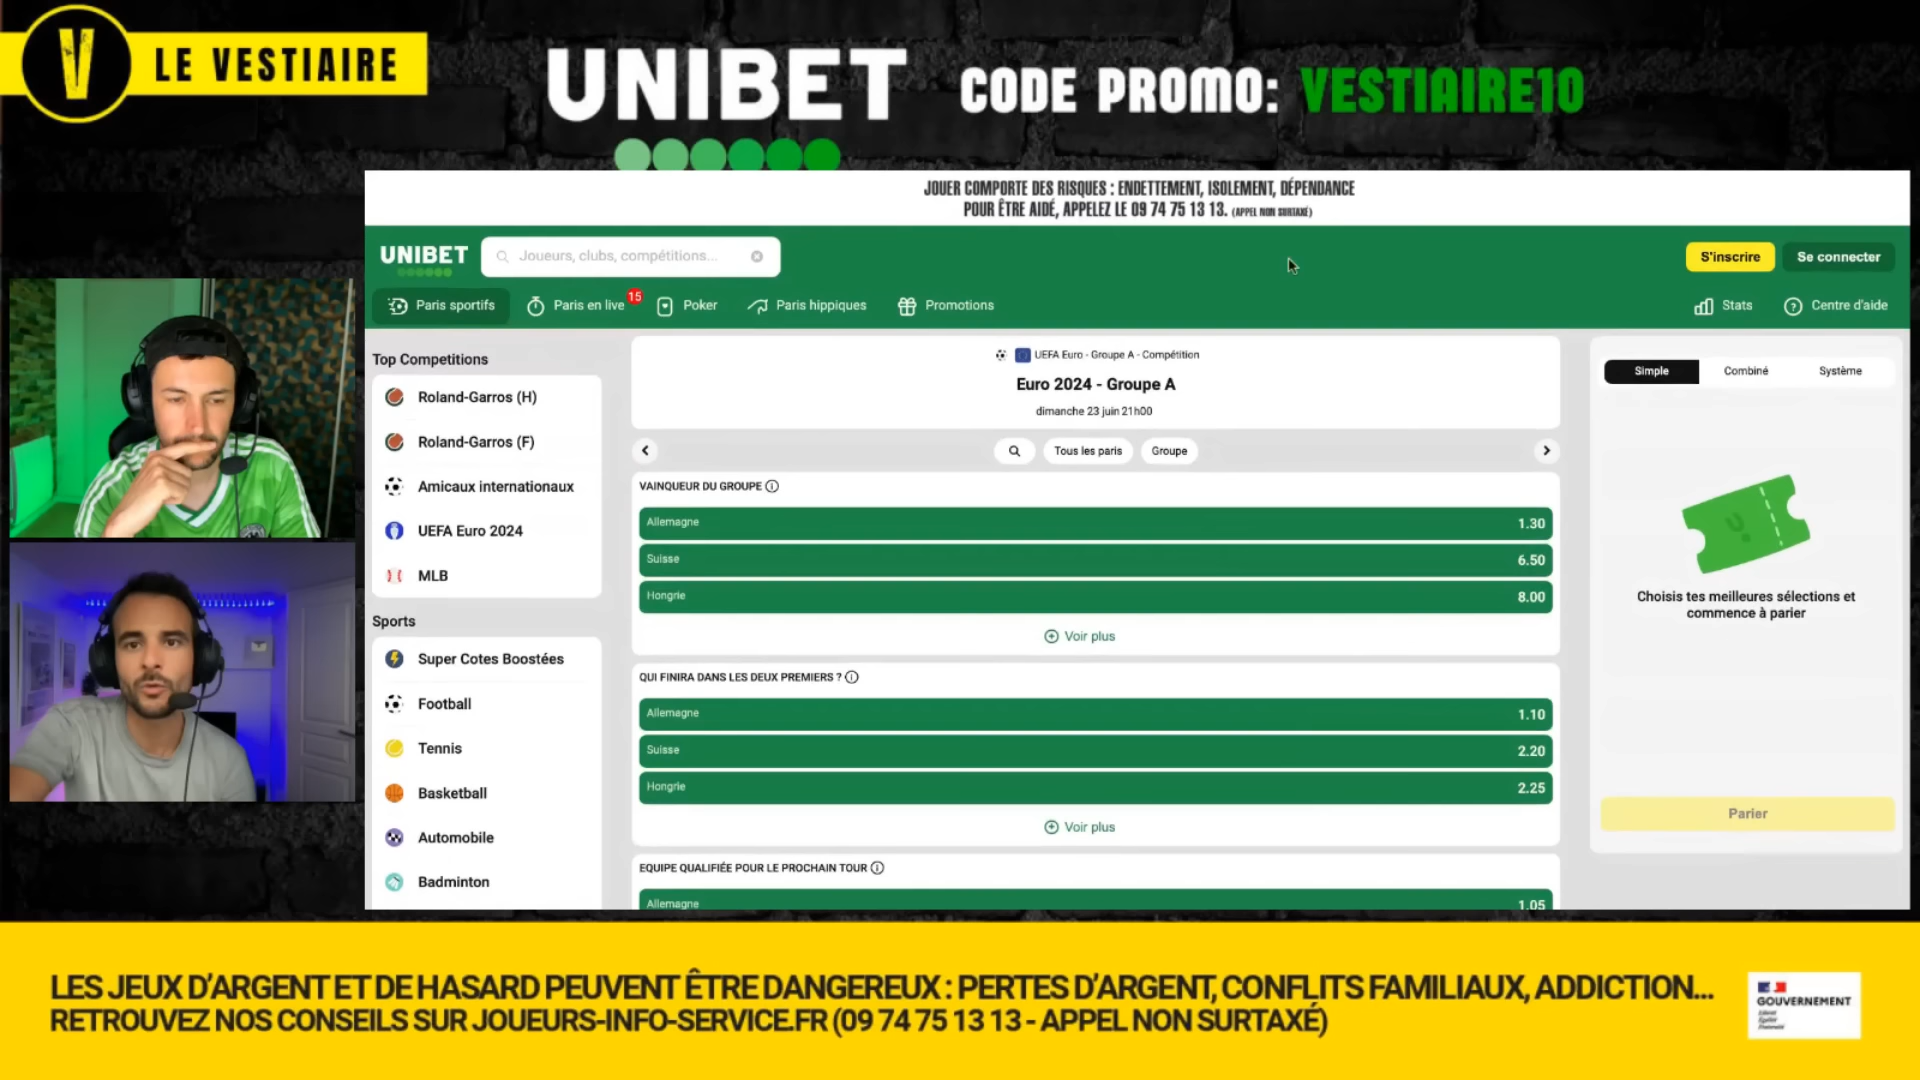 V LE VESTIAIRE
UNIBET CODE PROMO: VESTIAIRE10
JOUER COMPORTE DES RISQUES : ENDETTEMENT, ISOLEMENT, DÉPENDANCE
POUR ÊTRE AIDÉ, APPELEZ LE 09 74 75 13 13. (APPEL NON SURTAXÉ)
UNIBET
Joueurs, clubs, compétitions...
S'inscrire
Se connecter
Paris sportifs
Paris en live 15
Poker
Paris hippiques
Promotions
Stats
Centre d'aide
Top Competitions
Roland-Garros (H)
Roland-Garros (F)
Amicaux internationaux
UEFA Euro 2024
MLB
Sports
Super Cotes Boostées
Football
Tennis
Basketball
Automobile
Badminton
UEFA Euro - Groupe A - Compétition
Euro 2024 - Groupe A
dimanche 23 juin 21h00
Tous les paris
Groupe
VAINQUEUR DU GROUPE
Allemagne 1.30
Suisse 6.50
Hongrie 8.00
Voir plus
QUI FINIRA DANS LES DEUX PREMIERS ?
Allemagne 1.10
Suisse 2.20
Hongrie 2.25
Voir plus
EQUIPE QUALIFIÉE POUR LE PROCHAIN TOUR
Allemagne 1.05
Simple
Combiné
Système
Choisis tes meilleures sélections et
commence à parier
Parier
LES JEUX D'ARGENT ET DE HASARD PEUVENT ÊTRE DANGEREUX : PERTES D'ARGENT, CONFLITS FAMILIAUX, ADDICTION...
RETROUVEZ NOS CONSEILS SUR JOUEURS-INFO-SERVICE.FR (09 74 75 13 13 - APPEL NON SURTAXÉ)
GOUVERNEMENT